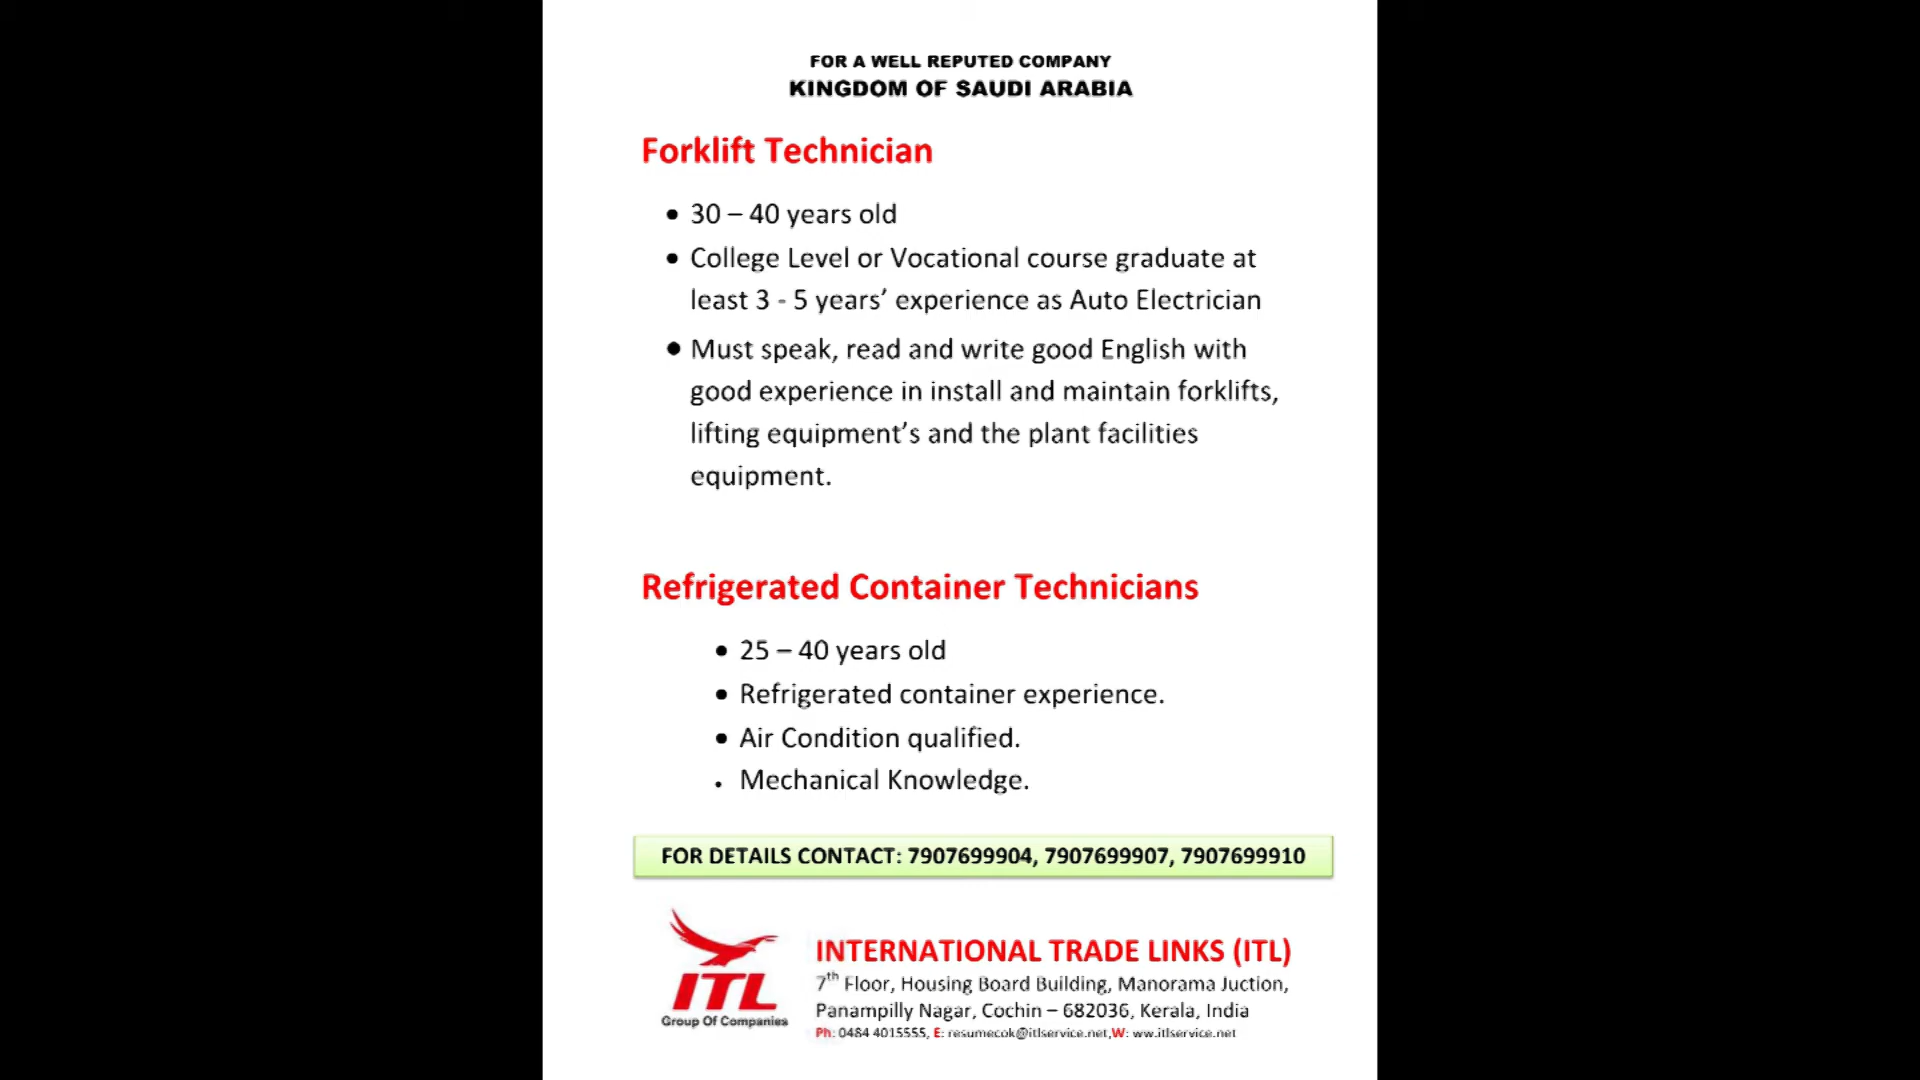 FOR A WELL REPUTED COMPANY
KINGDOM OF SAUDI ARABIA
Forklift Technician
• 30 – 40 years old
• College Level or Vocational course graduate at
least 3 - 5 years’ experience as Auto Electrician
• Must speak, read and write good English with
good experience in install and maintain forklifts,
lifting equipment’s and the plant facilities
equipment.
Refrigerated Container Technicians
• 25 – 40 years old
• Refrigerated container experience.
• Air Condition qualified.
• Mechanical Knowledge.
FOR DETAILS CONTACT: 7907699904, 7907699907, 7907699910
ITL
Group Of Companies
INTERNATIONAL TRADE LINKS (ITL)
7th Floor, Housing Board Building, Manorama Juction,
Panampilly Nagar, Cochin – 682036, Kerala, India
Ph: 0484 4015555, E: resumecok@itlservice.net,W: ww.itlservice.net